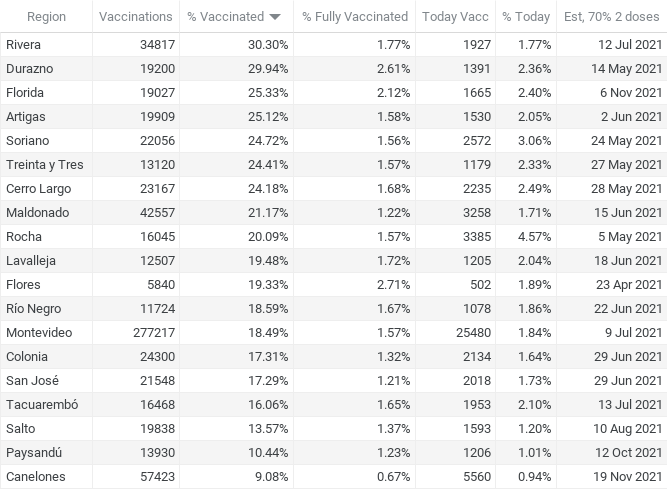 Region Vaccinations % Vaccinated % Fully Vaccinated Today Vacc % Today Est, 70% 2 doses
Rivera 34817 30.30% 1.77% 1927 1.77% 12 Jul 2021
Durazno 19200 29.94% 2.61% 1391 2.36% 14 May 2021
Florida 19027 25.33% 2.12% 1665 2.40% 6 Nov 2021
Artigas 19909 25.12% 1.58% 1530 2.05% 2 Jun 2021
Soriano 22056 24.72% 1.56% 2572 3.06% 24 May 2021
Treinta y Tres 13120 24.41% 1.57% 1179 2.33% 27 May 2021
Cerro Largo 23167 24.18% 1.68% 2235 2.49% 28 May 2021
Maldonado 42557 21.17% 1.22% 3258 1.71% 15 Jun 2021
Rocha 16045 20.09% 1.57% 3385 4.57% 5 May 2021
Lavalleja 12507 19.48% 1.72% 1205 2.04% 18 Jun 2021
Flores 5840 19.33% 2.71% 502 1.89% 23 Apr 2021
Río Negro 11724 18.59% 1.67% 1078 1.86% 22 Jun 2021
Montevideo 277217 18.49% 1.57% 25480 1.84% 9 Jul 2021
Colonia 24300 17.31% 1.32% 2134 1.64% 29 Jun 2021
San José 21548 17.29% 1.21% 2018 1.73% 29 Jun 2021
Tacuarembó 16468 16.06% 1.65% 1953 2.10% 13 Jul 2021
Salto 19838 13.57% 1.37% 1593 1.20% 10 Aug 2021
Paysandú 13930 10.44% 1.23% 1206 1.01% 12 Oct 2021
Canelones 57423 9.08% 0.67% 5560 0.94% 19 Nov 2021